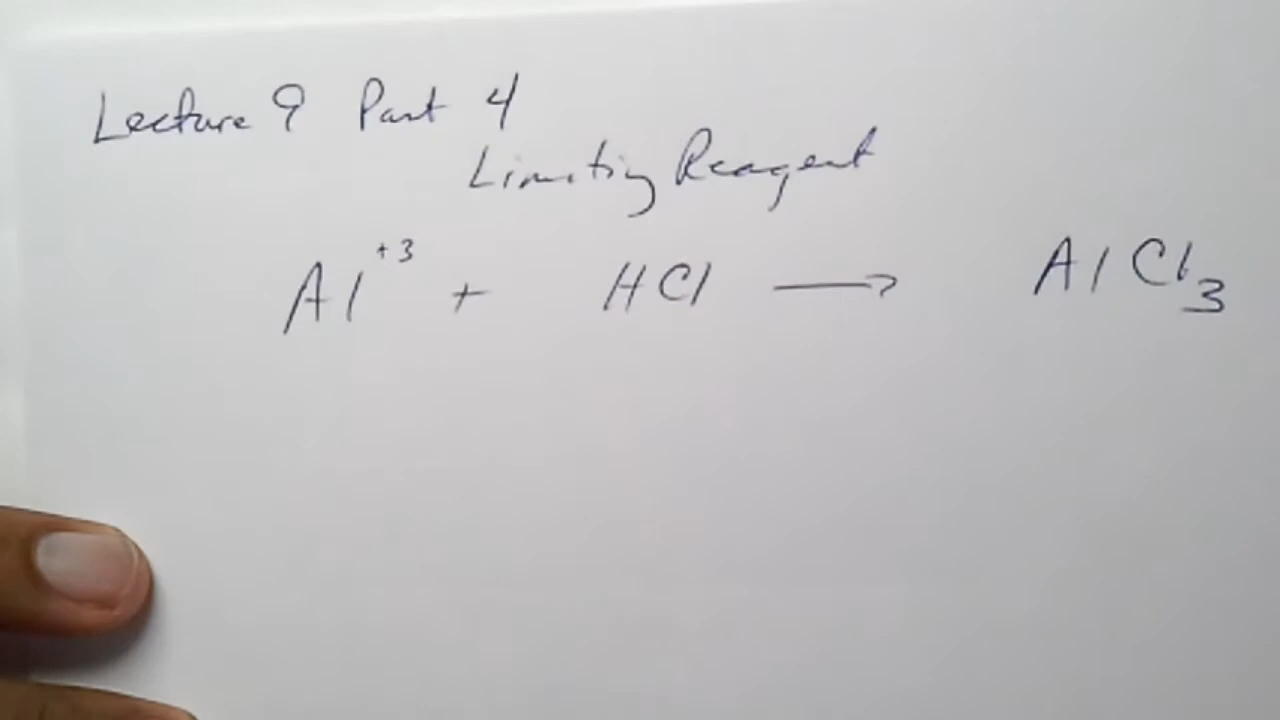 Lecture 9 Part 4
Limiting Reagent
Al⁺³ + HCl → AlCl₃